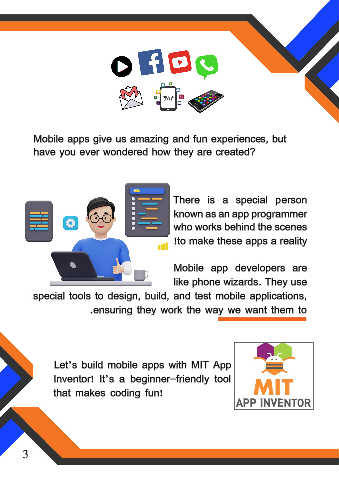 Mobile apps give us amazing and fun experiences, but
have you ever wondered how they are created?
There is a special person
known as an app programmer
who works behind the scenes
!to make these apps a reality
Mobile app developers are
like phone wizards. They use
special tools to design, build, and test mobile applications,
.ensuring they work the way we want them to
Let's build mobile apps with MIT App
Inventor! It's a beginner-friendly tool
that makes coding fun!
MIT
APP INVENTOR
3